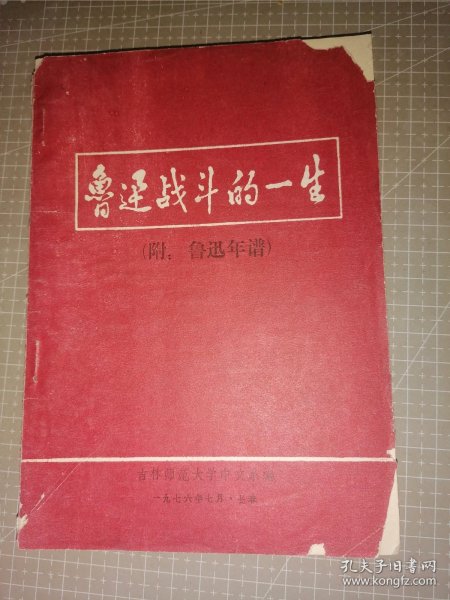 鲁迅战斗的一生
(附：鲁迅年谱)
吉林师范大学中文系编
一九七六年七月·长春
孔夫子旧书网
www.kongfz.com